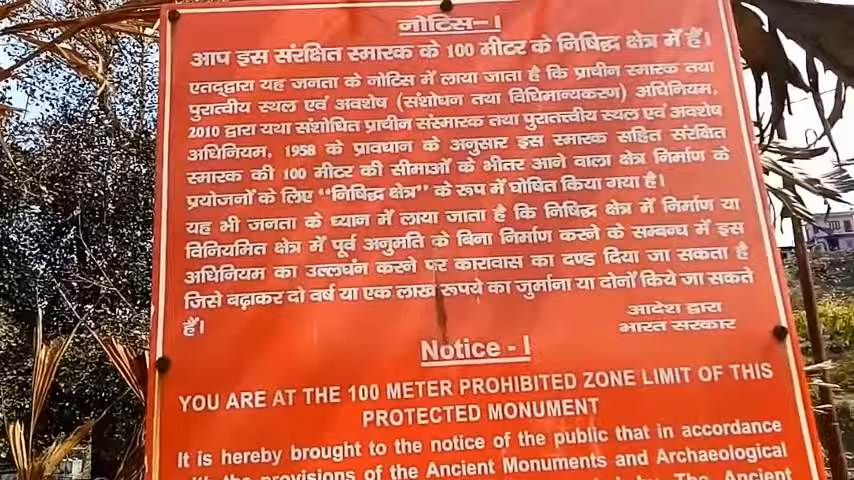 नोटिस—1
आप इस संरक्षित स्मारक के 100 मीटर के निषिद्ध क्षेत्र में हैं।
एतद्द्वारा यह जनता के नोटिस में लाया जाता है कि प्राचीन स्मारक तथा
पुरातत्वीय स्थल एवं अवशेष (संशोधन तथा विधिमान्यकरण) अधिनियम,
2010 द्वारा यथा संशोधित प्राचीन संस्मारक तथा पुरातत्वीय स्थल एवं अवशेष
अधिनियम, 1958 के प्रावधान के अनुसार इस स्मारक सहित संरक्षित
स्मारक की 100 मीटर की सीमाओं के भीतर आने वाला क्षेत्र निर्माण के
प्रयोजनों के लिए "निषिद्ध क्षेत्र" के रूप में घोषित किया गया है।
यह भी जनता के ध्यान में लाया जाता है कि निषिद्ध क्षेत्र में निर्माण या
विनियमित क्षेत्र में पूर्व अनुमति के बिना निर्माण करने के सम्बन्ध में इस
अधिनियम का उल्लंघन करने पर कारावास का दण्ड दिया जा सकता है
जिसे बढ़ाकर दो वर्ष या एक लाख रूपये जुर्माना या दोनों किये जा सकते
हैं।
आदेश द्वारा
भारत सरकार
Notice - I
YOU ARE AT THE 100 METER PROHIBITED ZONE LIMIT OF THIS
PROTECTED MONUMENT
It is hereby brought to the notice of the public that in accordance
with the provisions of the Ancient Monuments and Archaeological